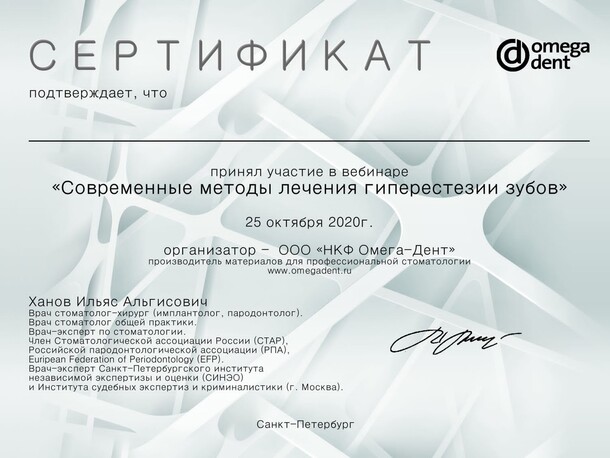 СЕРТИФИКАТ
omega
dent
подтверждает, что
принял участие в вебинаре
«Современные методы лечения гиперестезии зубов»
25 октября 2020г.
организатор – ООО «НКФ Омега-Дент»
производитель материалов для профессиональной стоматологии
www.omegadent.ru
Ханов Ильяс Альгисович
Врач стоматолог-хирург (имплантолог, пародонтолог).
Врач стоматолог общей практики.
Врач-эксперт по стоматологии.
Член Стоматологической ассоциации России (СТАР),
Российской пародонтологической ассоциации (РПА),
European Federation of Periodontology (EFP).
Врач-эксперт Санкт-Петербургского института
независимой экспертизы и оценки (СИНЭО)
и Института судебных экспертиз и криминалистики (г. Москва).
Санкт-Петербург